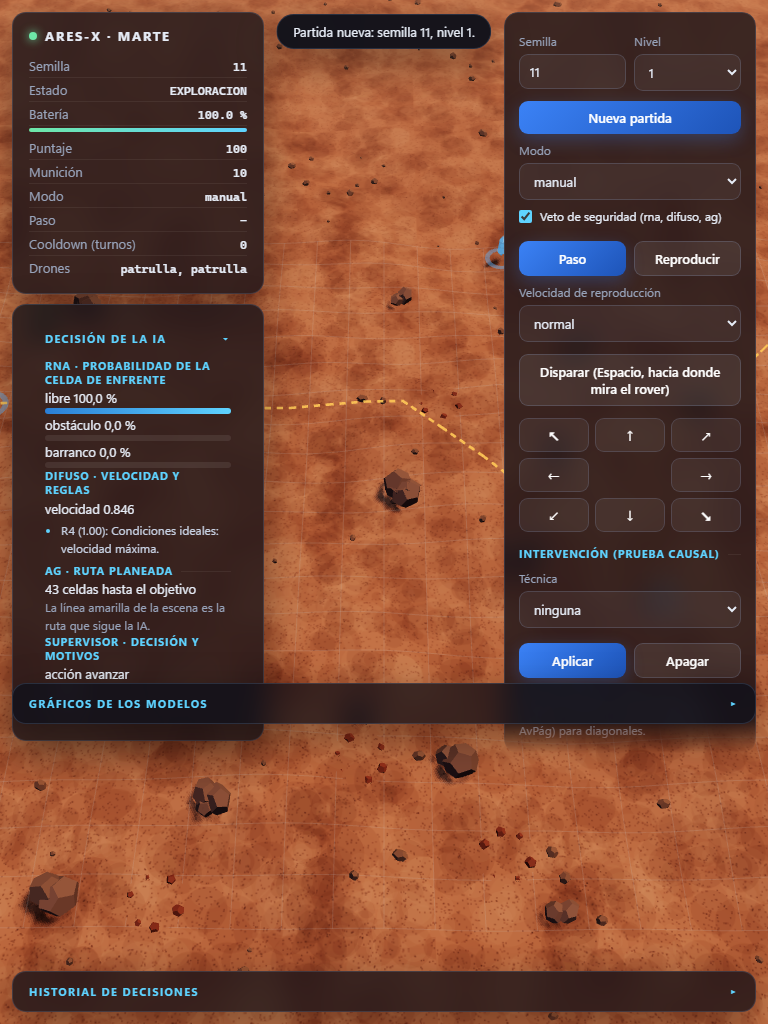 ARES-X · MARTE
Semilla 11
Estado EXPLORACION
Batería 100.0 %
Puntaje 100
Munición 10
Modo manual
Paso –
Cooldown (turnos) 0
Drones patrulla, patrulla
Partida nueva: semilla 11, nivel 1.
DECISIÓN DE LA IA
RNA · PROBABILIDAD DE LA
CELDA DE ENFRENTE
libre 100,0 %
obstáculo 0,0 %
barranco 0,0 %
DIFUSO · VELOCIDAD Y
REGLAS
velocidad 0.846
• R4 (1.00): Condiciones ideales:
velocidad máxima.
AG · RUTA PLANEADA
43 celdas hasta el objetivo
La línea amarilla de la escena es la
ruta que sigue la IA.
SUPERVISOR · DECISIÓN Y
MOTIVOS
acción avanzar
Semilla Nivel
11 1
Nueva partida
Modo
manual
Veto de seguridad (rna, difuso, ag)
Paso Reproducir
Velocidad de reproducción
normal
Disparar (Espacio, hacia donde
mira el rover)
↖ ↑ ↗
← →
↙ ↓ ↘
INTERVENCIÓN (PRUEBA CAUSAL)
Técnica
ninguna
Aplicar Apagar
GRÁFICOS DE LOS MODELOS
AvPág) para diagonales.
HISTORIAL DE DECISIONES